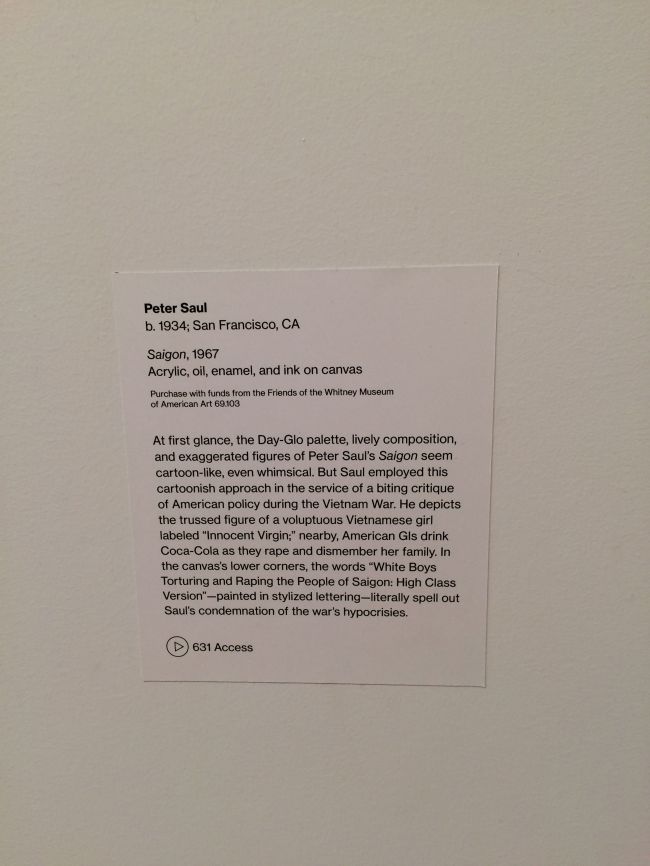 Peter Saul
b. 1934; San Francisco, CA
Saigon, 1967
Acrylic, oil, enamel, and ink on canvas
Purchase with funds from the Friends of the Whitney Museum
of American Art 69.103
At first glance, the Day-Glo palette, lively composition,
and exaggerated figures of Peter Saul's Saigon seem
cartoon-like, even whimsical. But Saul employed this
cartoonish approach in the service of a biting critique
of American policy during the Vietnam War. He depicts
the trussed figure of a voluptuous Vietnamese girl
labeled “Innocent Virgin;” nearby, American GIs drink
Coca-Cola as they rape and dismember her family. In
the canvas's lower corners, the words “White Boys
Torturing and Raping the People of Saigon: High Class
Version”—painted in stylized lettering—literally spell out
Saul's condemnation of the war's hypocrisies.
631 Access